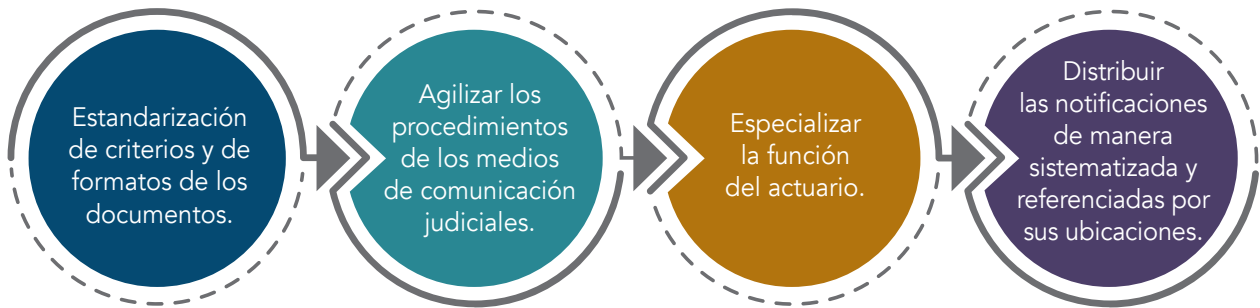 Estandarización
de criterios y de
formatos de los
documentos.
Agilizar los
procedimientos
de los medios
de comunicación
judiciales.
Especializar
la función
del actuario.
Distribuir
las notificaciones
de manera
sistematizada y
referenciadas por
sus ubicaciones.